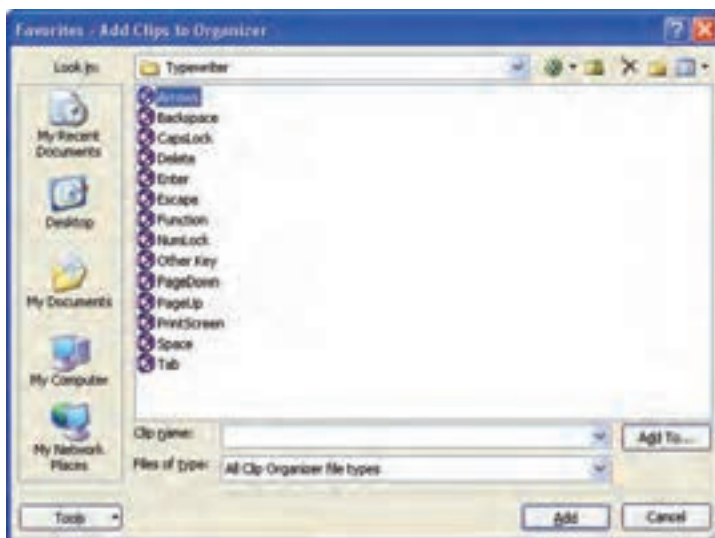 Favorites - Add Clips to Organizer
Look in:
Typewriter
Arrows
Backspace
CapsLock
Delete
Enter
Escape
Function
NumLock
Other Key
PageDown
PageUp
PrintScreen
Space
Tab
My Recent
Documents
Desktop
My Documents
My Computer
My Network
Places
Clip name:
Add To...
Files of type:
All Clip Organizer file types
Tools
Add
Cancel